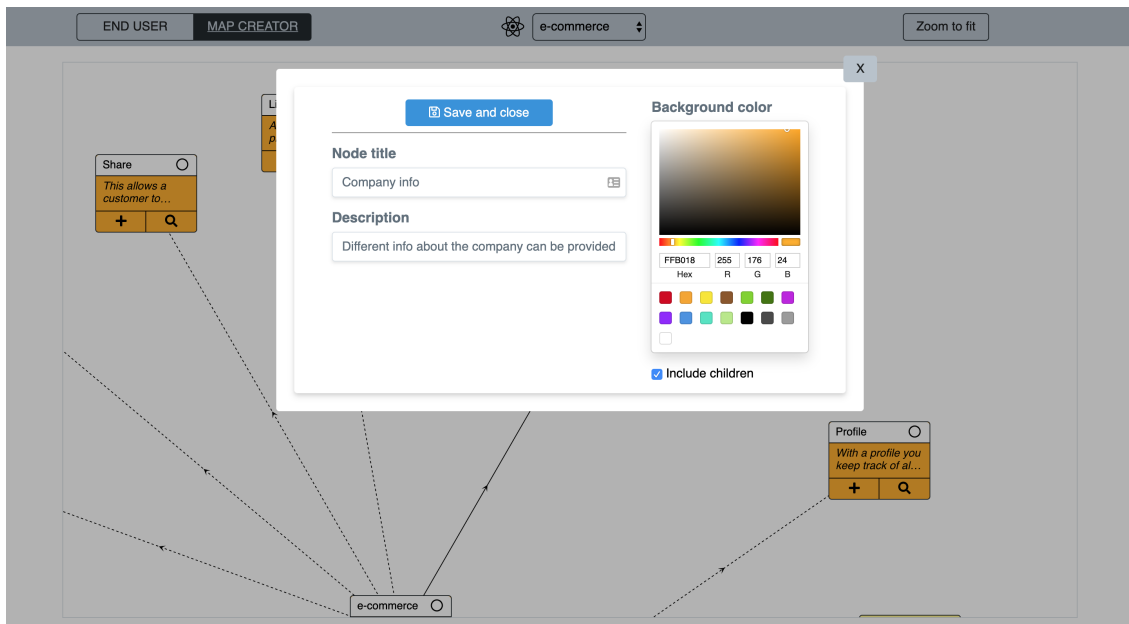 END USER
MAP CREATOR
e-commerce
Zoom to fit
X
Save and close
Background color
Node title
Company info
Description
Different info about the company can be provided
FFB018
255
176
24
Hex
R
G
B
Include children
Li
A
p
Share
This allows a
customer to…
Profile
With a profile you
keep track of al…
e-commerce